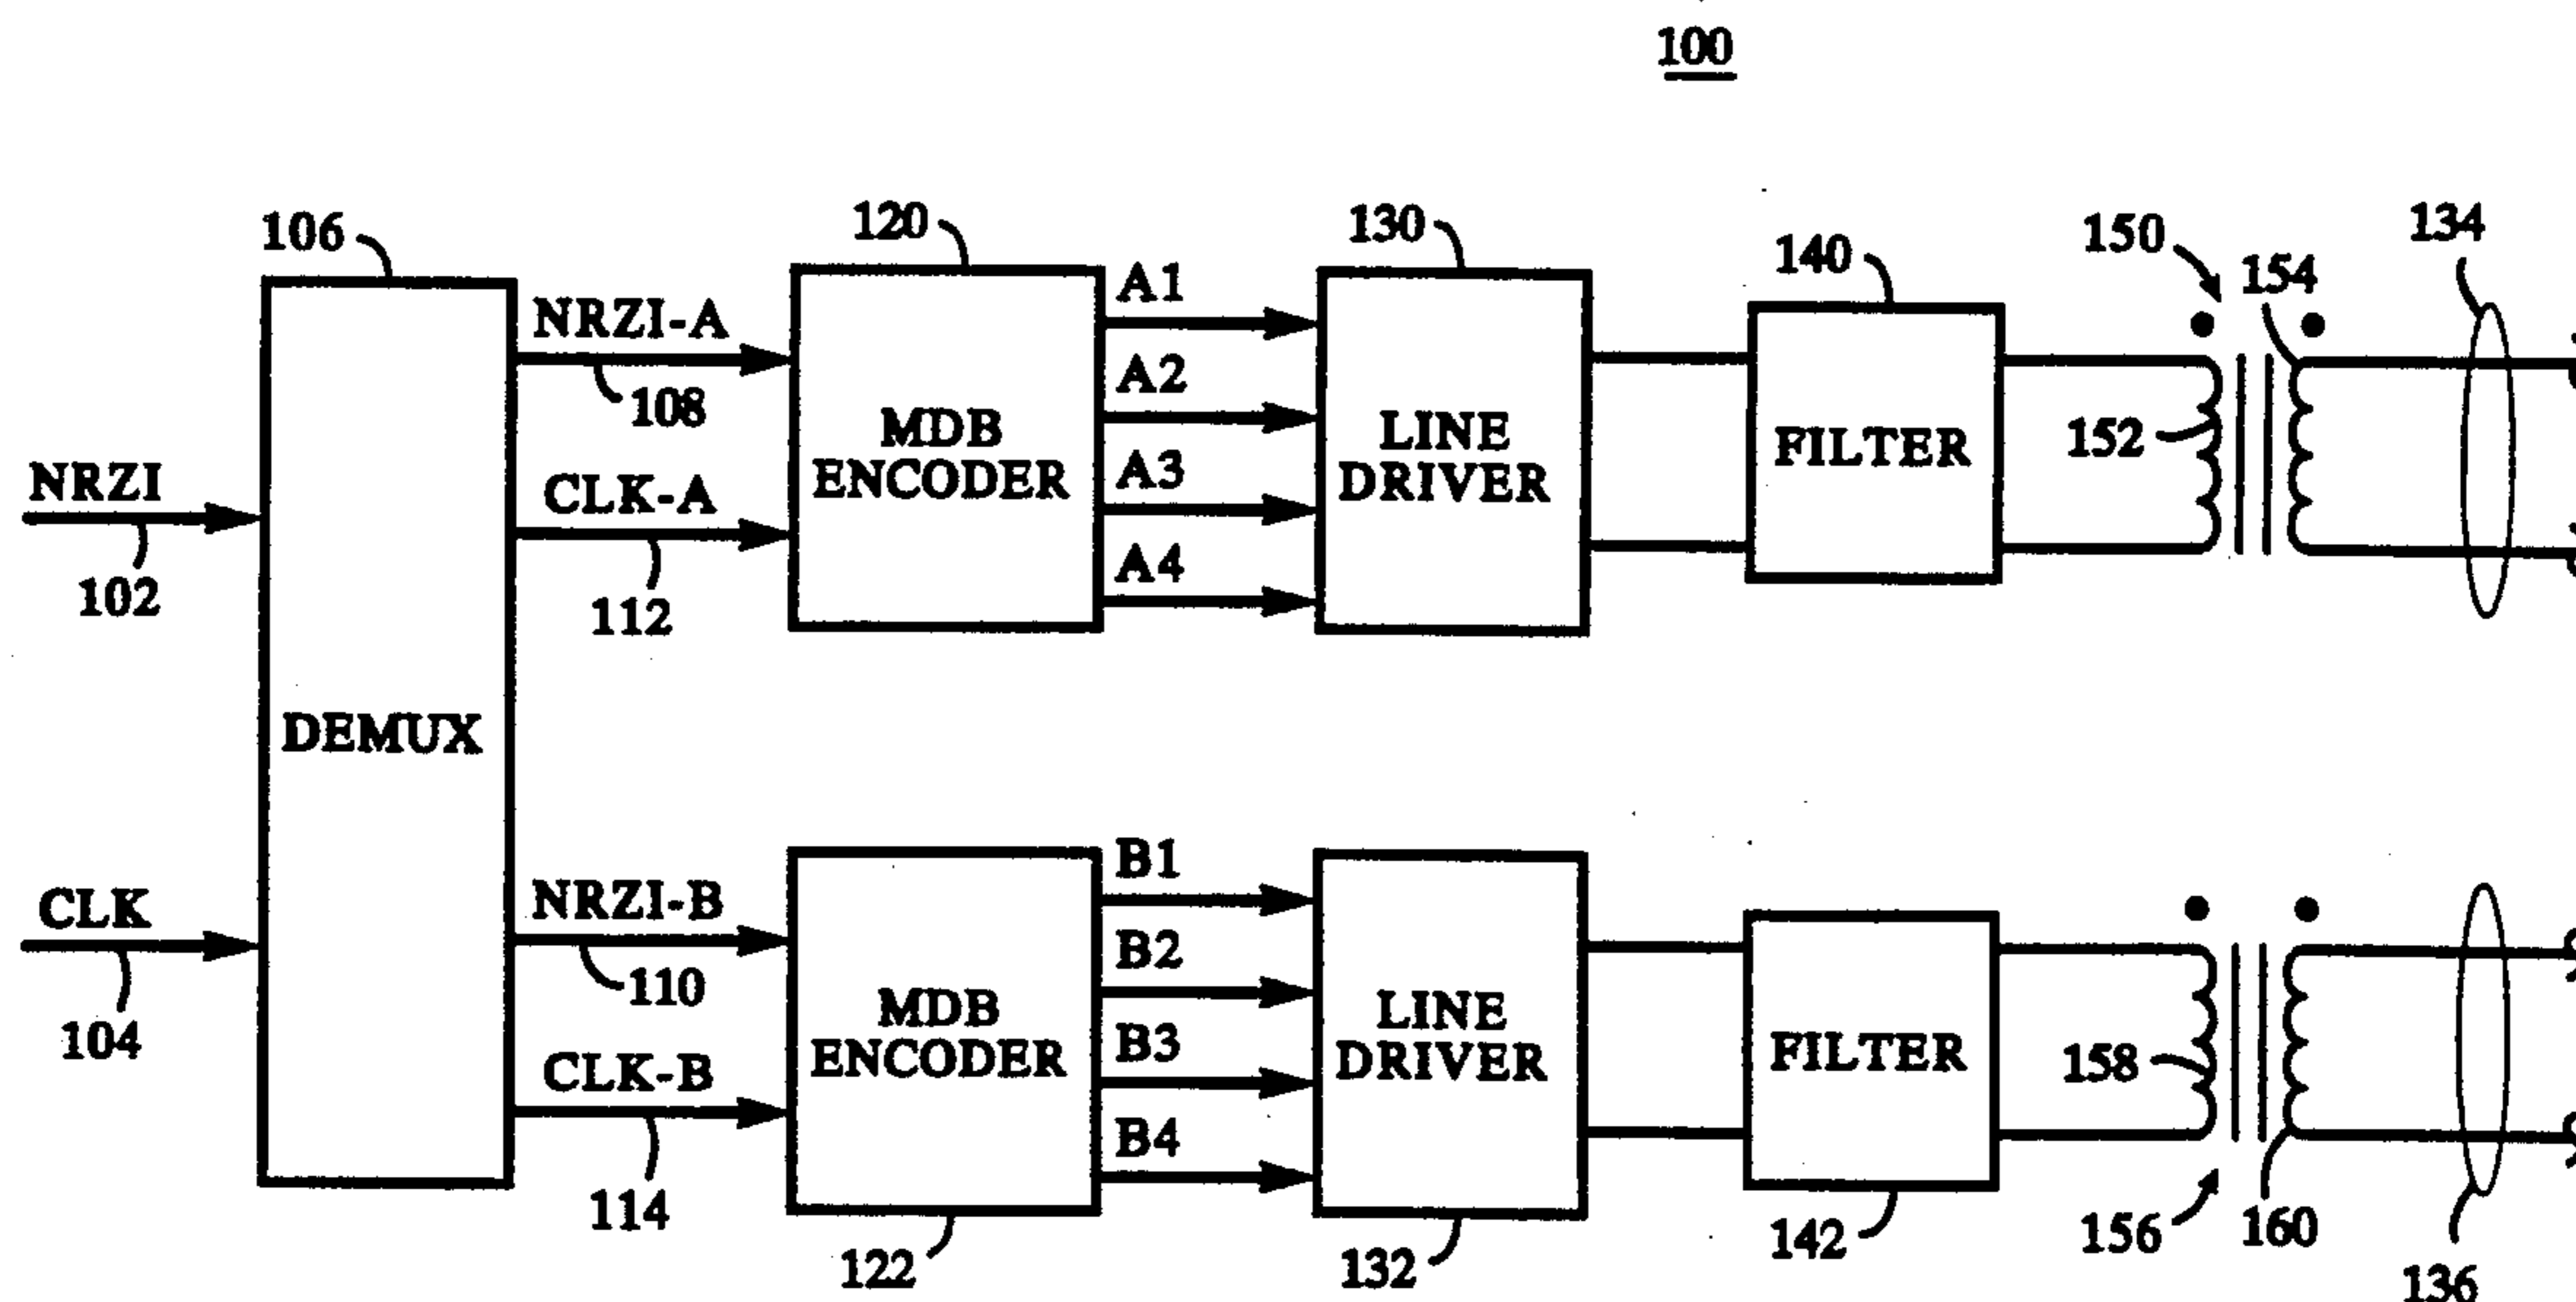 100
106
120
130
140
150
154
134
NRZI-A
108
CLK-A
112
MDB
ENCODER
A1
A2
A3
A4
LINE
DRIVER
FILTER
152
NRZI
102
DEMUX
CLK
104
NRZI-B
110
CLK-B
114
MDB
ENCODER
122
B1
B2
B3
B4
LINE
DRIVER
132
FILTER
142
158
156
160
136